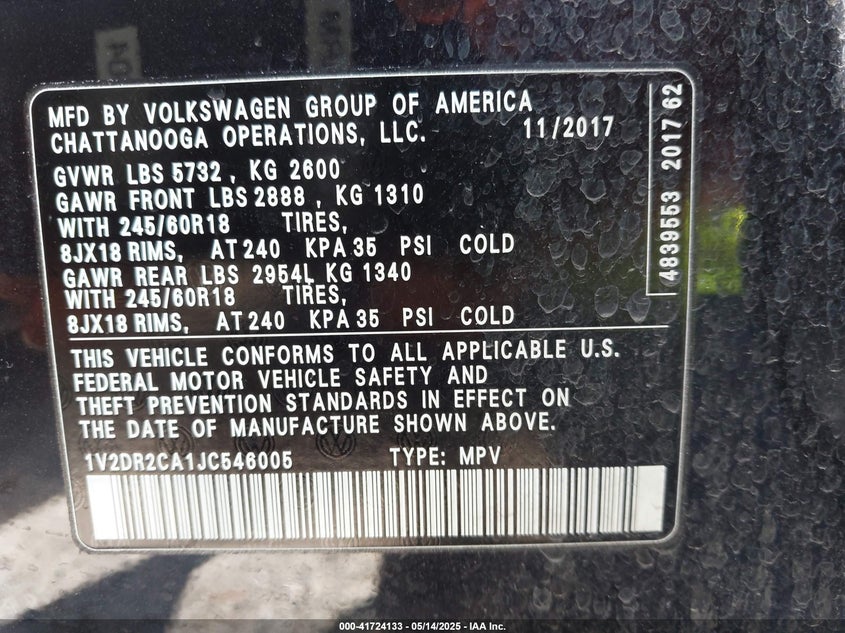 MFD BY VOLKSWAGEN GROUP OF AMERICA
CHATTANOOGA OPERATIONS, LLC. 11/2017
GVWR LBS 5732 , KG 2600
GAWR FRONT LBS 2888 , KG 1310
WITH 245/60R18 TIRES,
8JX18 RIMS, AT 240 KPA 35 PSI COLD
GAWR REAR LBS 2954L KG 1340
WITH 245/60R18 TIRES,
8JX18 RIMS, AT 240 KPA 35 PSI COLD
THIS VEHICLE CONFORMS TO ALL APPLICABLE U.S.
FEDERAL MOTOR VEHICLE SAFETY AND
THEFT PREVENTION STANDARDS IN EFFECT ON
THE DATE OF MANUFACTURE SHOWN ABOVE.
1V2DR2CA1JC546005 TYPE: MPV
4839553 2017 62
000-41724133 - 05/14/2025 - IAA Inc.